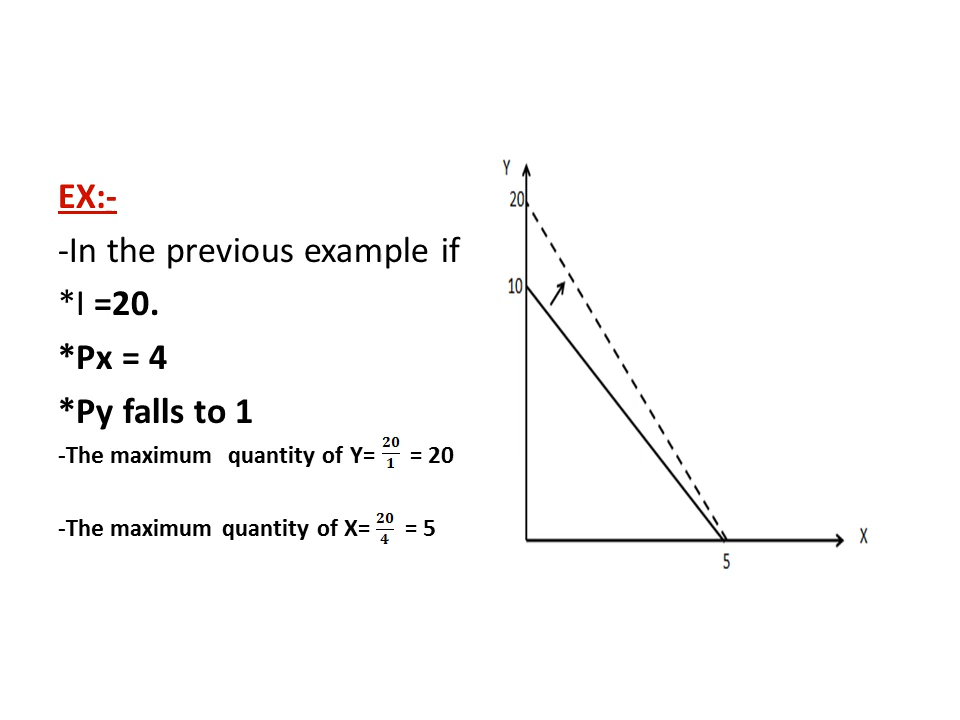 EX:-
-In the previous example if
*I =20.
*Px = 4
*Py falls to 1
-The maximum quantity of Y= 20/1 = 20
-The maximum quantity of X= 20/4 = 5
Y
20
10
X
5